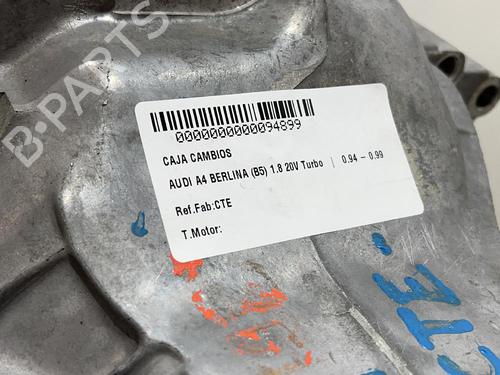 B-PARTS
0000000000094899
CAJA CAMBIOS
AUDI A4 BERLINA (B5) 1.8 20V Turbo | 0.94 - 0.99
Ref.Fab:CTE
T.Motor:
CTE